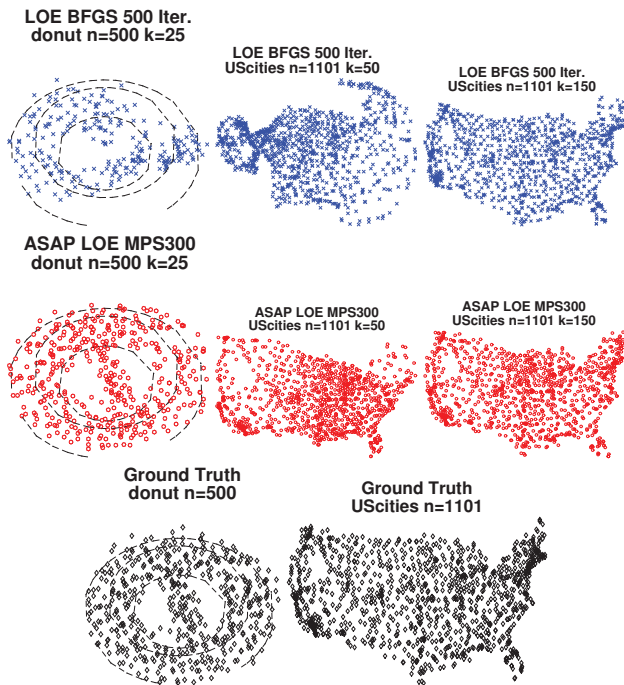 LOE BFGS 500 Iter.
donut n=500 k=25
LOE BFGS 500 Iter.
UScities n=1101 k=50
LOE BFGS 500 Iter.
UScities n=1101 k=150
ASAP LOE MPS300
donut n=500 k=25
ASAP LOE MPS300
UScities n=1101 k=50
ASAP LOE MPS300
UScities n=1101 k=150
Ground Truth
donut n=500
Ground Truth
UScities n=1101